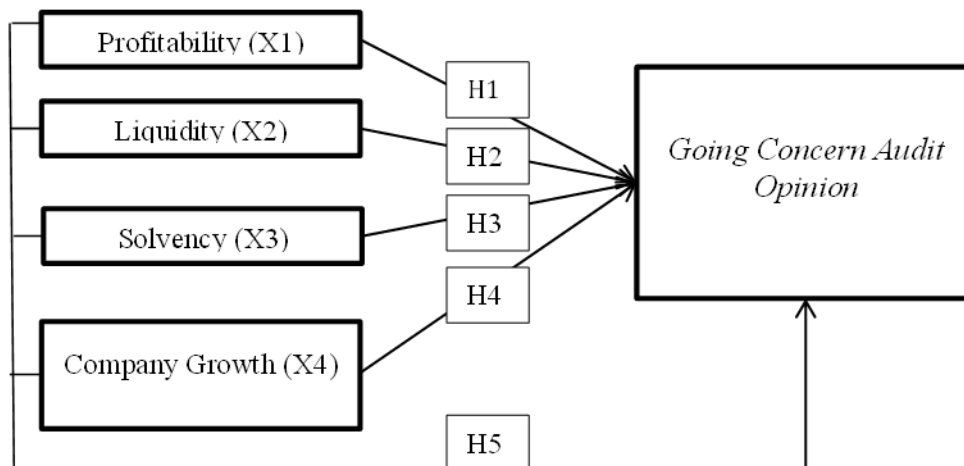 Profitability (X1)
H1
Liquidity (X2)
H2
Going Concern Audit
Opinion
Solvency (X3)
H3
H4
Company Growth (X4)
H5